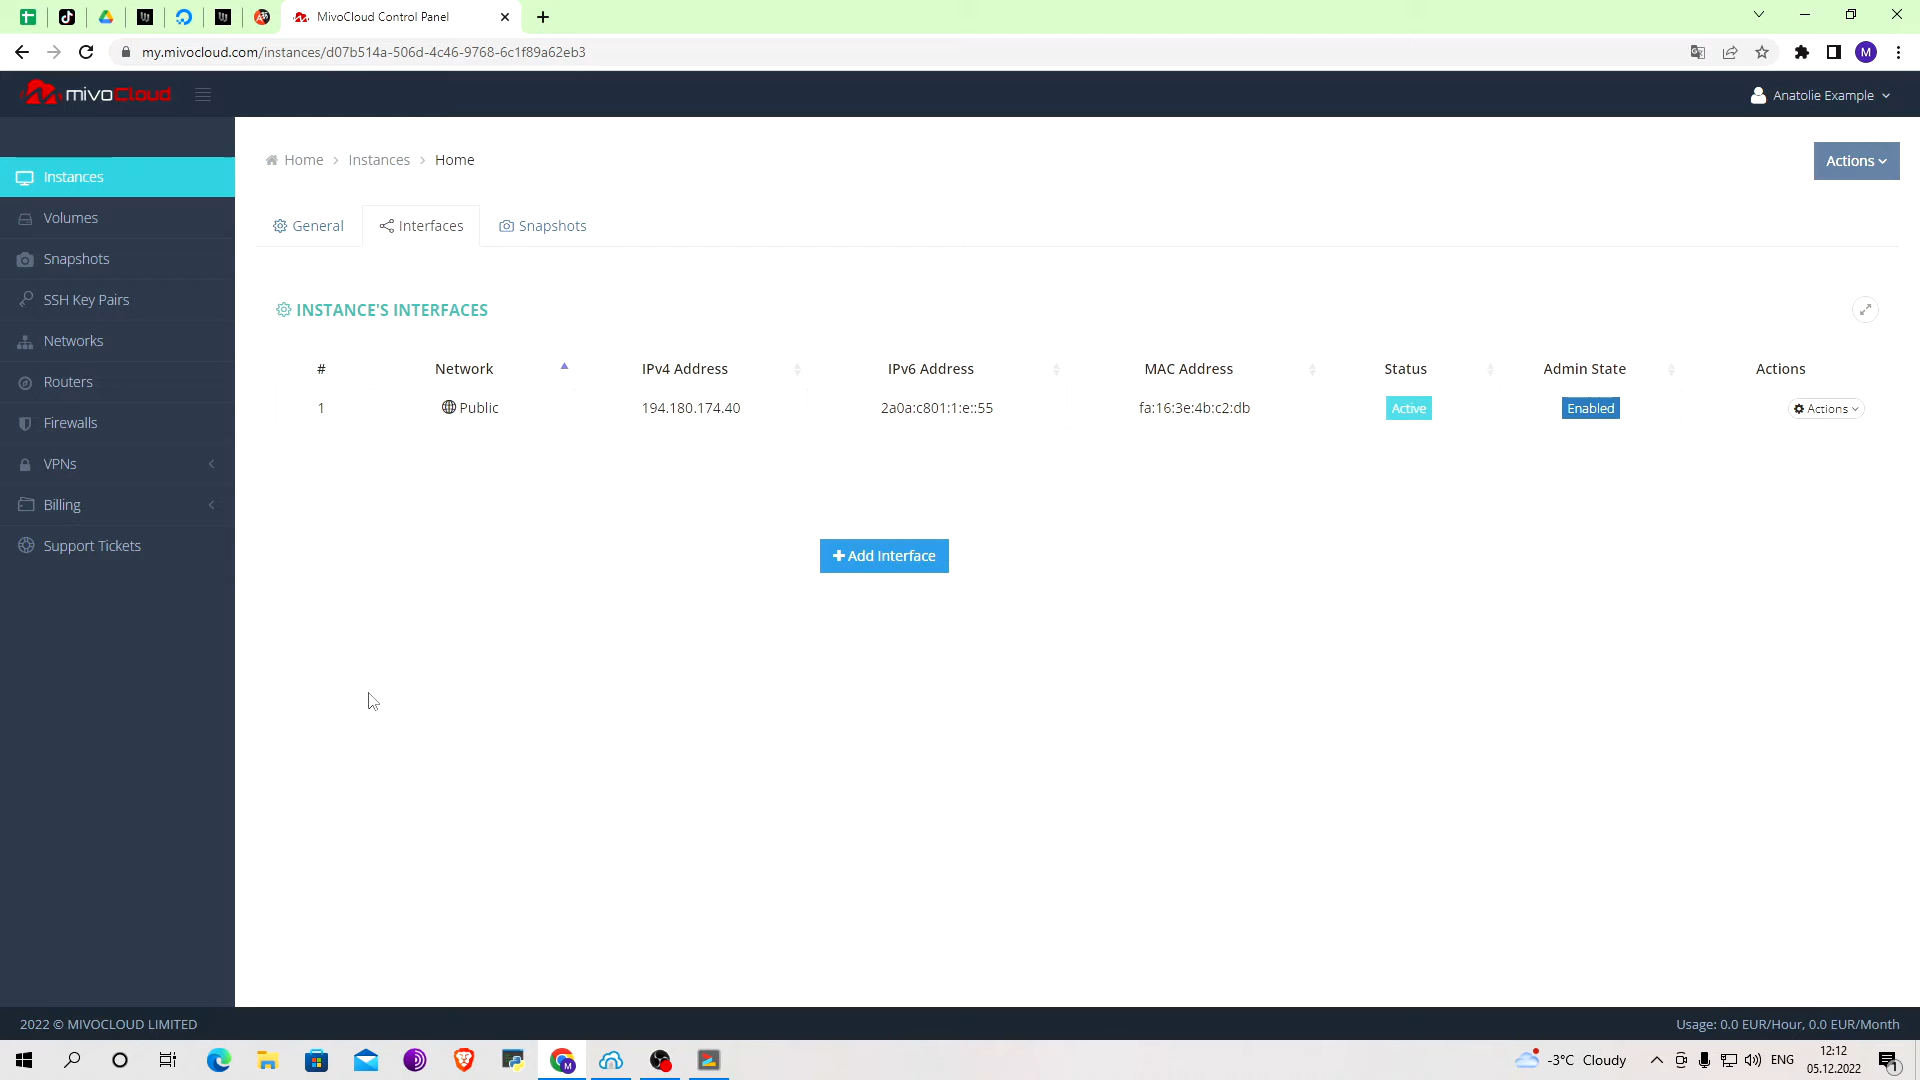 MivoCloud Control Panel
my.mivocloud.com/instances/d07b514a-506d-4c46-9768-6c1f89a62eb3
M
mivoCloud
Anatolie Example
Home
Instances
Home
Actions
Instances
Volumes
Snapshots
SSH Key Pairs
Networks
Routers
Firewalls
VPNs
Billing
Support Tickets
General
Interfaces
Snapshots
INSTANCE'S INTERFACES
# Network IPv4 Address IPv6 Address MAC Address Status Admin State Actions
1 Public 194.180.174.40 2a0a:c801:1:e::55 fa:16:3e:4b:c2:db Active Enabled Actions
Add Interface
2022 © MIVOCLOUD LIMITED
Usage: 0.0 EUR/Hour, 0.0 EUR/Month
-3°C Cloudy
ENG
12:12
05.12.2022
1